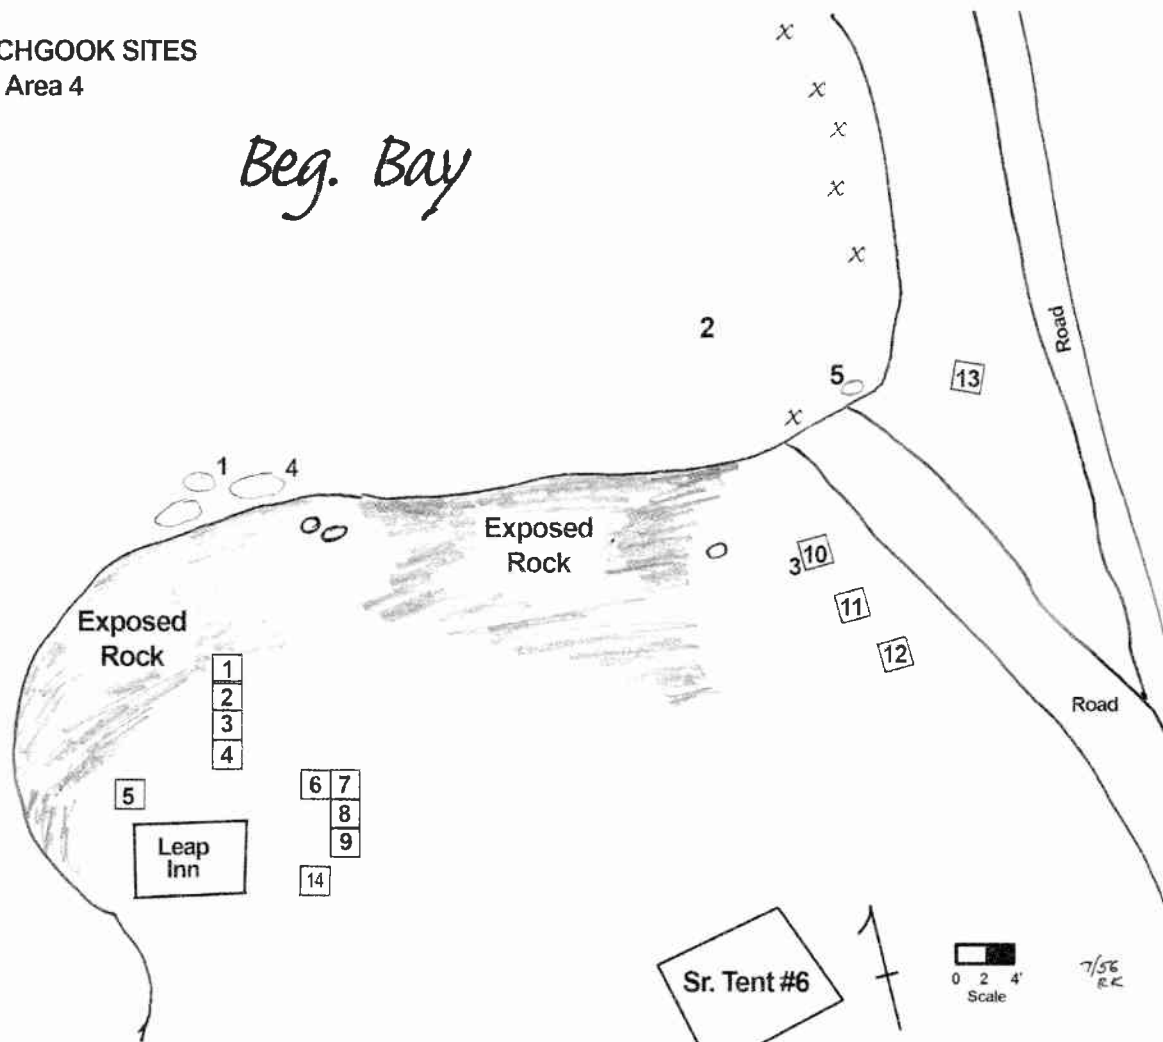 CHGOOK SITES
Area 4
Beg. Bay
x
x
x
x
x
2
Road
5
13
x
1
4
Exposed
Rock
3
10
11
12
Exposed
Rock
1
2
3
4
5
6
7
8
9
14
Leap
Inn
Road
Sr. Tent #6
0 2 4'
Scale
7/56
RK